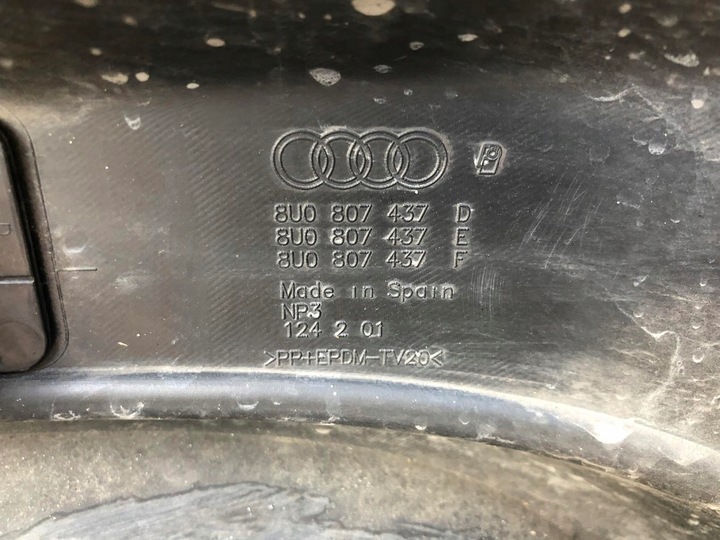 8U0 807 437 D
8U0 807 437 E
8U0 807 437 F
Made in Spain
NP3
124 2 01
>PP+EPDM-TV20<